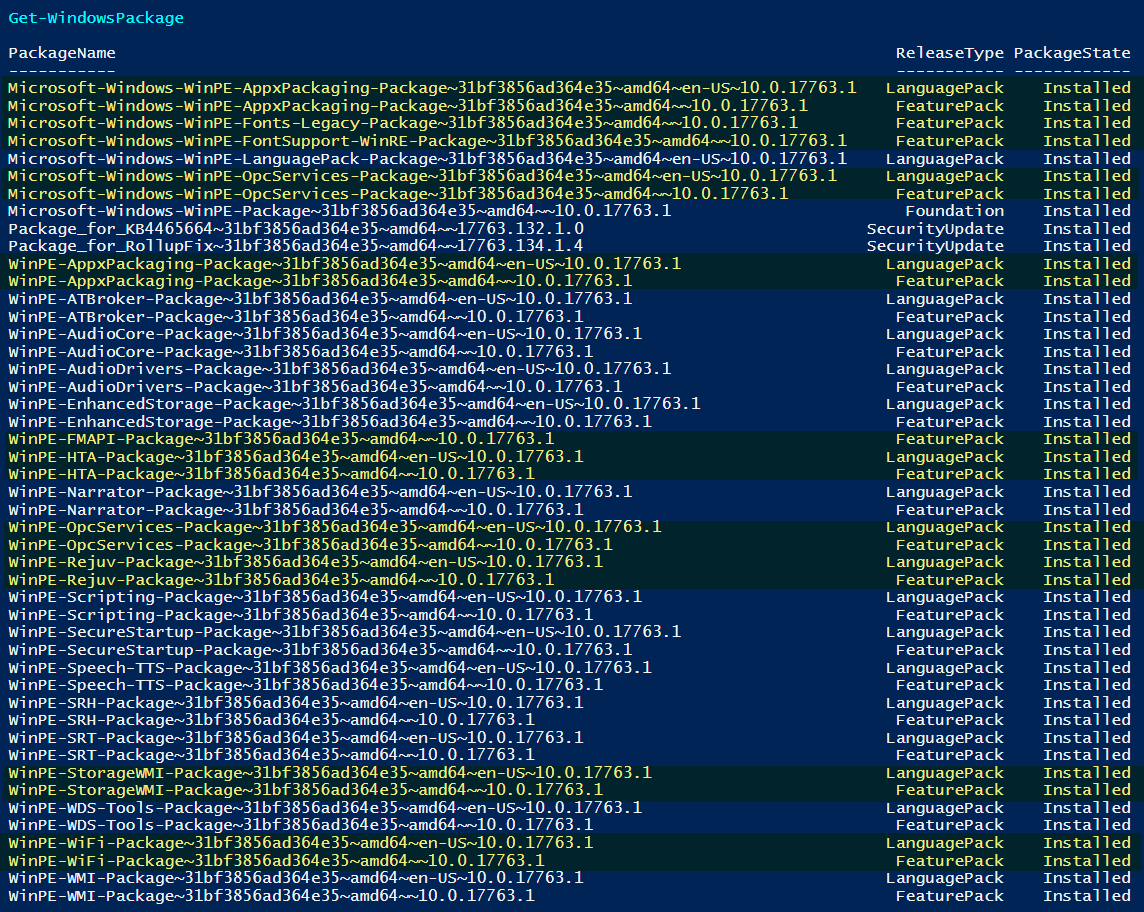 Get-WindowsPackage
PackageName ReleaseType PackageState
----------- ----------- ------------
Microsoft-Windows-WinPE-AppxPackaging-Package~31bf3856ad364e35~amd64~en-US~10.0.17763.1 LanguagePack Installed
Microsoft-Windows-WinPE-AppxPackaging-Package~31bf3856ad364e35~amd64~~10.0.17763.1 FeaturePack Installed
Microsoft-Windows-WinPE-Fonts-Legacy-Package~31bf3856ad364e35~amd64~~10.0.17763.1 FeaturePack Installed
Microsoft-Windows-WinPE-FontSupport-WinRE-Package~31bf3856ad364e35~amd64~~10.0.17763.1 FeaturePack Installed
Microsoft-Windows-WinPE-LanguagePack-Package~31bf3856ad364e35~amd64~en-US~10.0.17763.1 LanguagePack Installed
Microsoft-Windows-WinPE-OpcServices-Package~31bf3856ad364e35~amd64~en-US~10.0.17763.1 LanguagePack Installed
Microsoft-Windows-WinPE-OpcServices-Package~31bf3856ad364e35~amd64~~10.0.17763.1 FeaturePack Installed
Microsoft-Windows-WinPE-Package~31bf3856ad364e35~amd64~~10.0.17763.1 Foundation Installed
Package_for_KB4465664~31bf3856ad364e35~amd64~~17763.132.1.0 SecurityUpdate Installed
Package_for_RollupFix~31bf3856ad364e35~amd64~~17763.134.1.4 SecurityUpdate Installed
WinPE-AppxPackaging-Package~31bf3856ad364e35~amd64~en-US~10.0.17763.1 LanguagePack Installed
WinPE-AppxPackaging-Package~31bf3856ad364e35~amd64~~10.0.17763.1 FeaturePack Installed
WinPE-ATBroker-Package~31bf3856ad364e35~amd64~en-US~10.0.17763.1 LanguagePack Installed
WinPE-ATBroker-Package~31bf3856ad364e35~amd64~~10.0.17763.1 FeaturePack Installed
WinPE-AudioCore-Package~31bf3856ad364e35~amd64~en-US~10.0.17763.1 LanguagePack Installed
WinPE-AudioCore-Package~31bf3856ad364e35~amd64~~10.0.17763.1 FeaturePack Installed
WinPE-AudioDrivers-Package~31bf3856ad364e35~amd64~en-US~10.0.17763.1 LanguagePack Installed
WinPE-AudioDrivers-Package~31bf3856ad364e35~amd64~~10.0.17763.1 FeaturePack Installed
WinPE-EnhancedStorage-Package~31bf3856ad364e35~amd64~en-US~10.0.17763.1 LanguagePack Installed
WinPE-EnhancedStorage-Package~31bf3856ad364e35~amd64~~10.0.17763.1 FeaturePack Installed
WinPE-FMAPI-Package~31bf3856ad364e35~amd64~~10.0.17763.1 FeaturePack Installed
WinPE-HTA-Package~31bf3856ad364e35~amd64~en-US~10.0.17763.1 LanguagePack Installed
WinPE-HTA-Package~31bf3856ad364e35~amd64~~10.0.17763.1 FeaturePack Installed
WinPE-Narrator-Package~31bf3856ad364e35~amd64~en-US~10.0.17763.1 LanguagePack Installed
WinPE-Narrator-Package~31bf3856ad364e35~amd64~~10.0.17763.1 FeaturePack Installed
WinPE-OpcServices-Package~31bf3856ad364e35~amd64~en-US~10.0.17763.1 LanguagePack Installed
WinPE-OpcServices-Package~31bf3856ad364e35~amd64~~10.0.17763.1 FeaturePack Installed
WinPE-Rejuv-Package~31bf3856ad364e35~amd64~en-US~10.0.17763.1 LanguagePack Installed
WinPE-Rejuv-Package~31bf3856ad364e35~amd64~~10.0.17763.1 FeaturePack Installed
WinPE-Scripting-Package~31bf3856ad364e35~amd64~en-US~10.0.17763.1 LanguagePack Installed
WinPE-Scripting-Package~31bf3856ad364e35~amd64~~10.0.17763.1 FeaturePack Installed
WinPE-SecureStartup-Package~31bf3856ad364e35~amd64~en-US~10.0.17763.1 LanguagePack Installed
WinPE-SecureStartup-Package~31bf3856ad364e35~amd64~~10.0.17763.1 FeaturePack Installed
WinPE-Speech-TTS-Package~31bf3856ad364e35~amd64~en-US~10.0.17763.1 LanguagePack Installed
WinPE-Speech-TTS-Package~31bf3856ad364e35~amd64~~10.0.17763.1 FeaturePack Installed
WinPE-SRH-Package~31bf3856ad364e35~amd64~en-US~10.0.17763.1 LanguagePack Installed
WinPE-SRH-Package~31bf3856ad364e35~amd64~~10.0.17763.1 FeaturePack Installed
WinPE-SRT-Package~31bf3856ad364e35~amd64~en-US~10.0.17763.1 LanguagePack Installed
WinPE-SRT-Package~31bf3856ad364e35~amd64~~10.0.17763.1 FeaturePack Installed
WinPE-StorageWMI-Package~31bf3856ad364e35~amd64~en-US~10.0.17763.1 LanguagePack Installed
WinPE-StorageWMI-Package~31bf3856ad364e35~amd64~~10.0.17763.1 FeaturePack Installed
WinPE-WDS-Tools-Package~31bf3856ad364e35~amd64~en-US~10.0.17763.1 LanguagePack Installed
WinPE-WDS-Tools-Package~31bf3856ad364e35~amd64~~10.0.17763.1 FeaturePack Installed
WinPE-WiFi-Package~31bf3856ad364e35~amd64~en-US~10.0.17763.1 LanguagePack Installed
WinPE-WiFi-Package~31bf3856ad364e35~amd64~~10.0.17763.1 FeaturePack Installed
WinPE-WMI-Package~31bf3856ad364e35~amd64~en-US~10.0.17763.1 LanguagePack Installed
WinPE-WMI-Package~31bf3856ad364e35~amd64~~10.0.17763.1 FeaturePack Installed